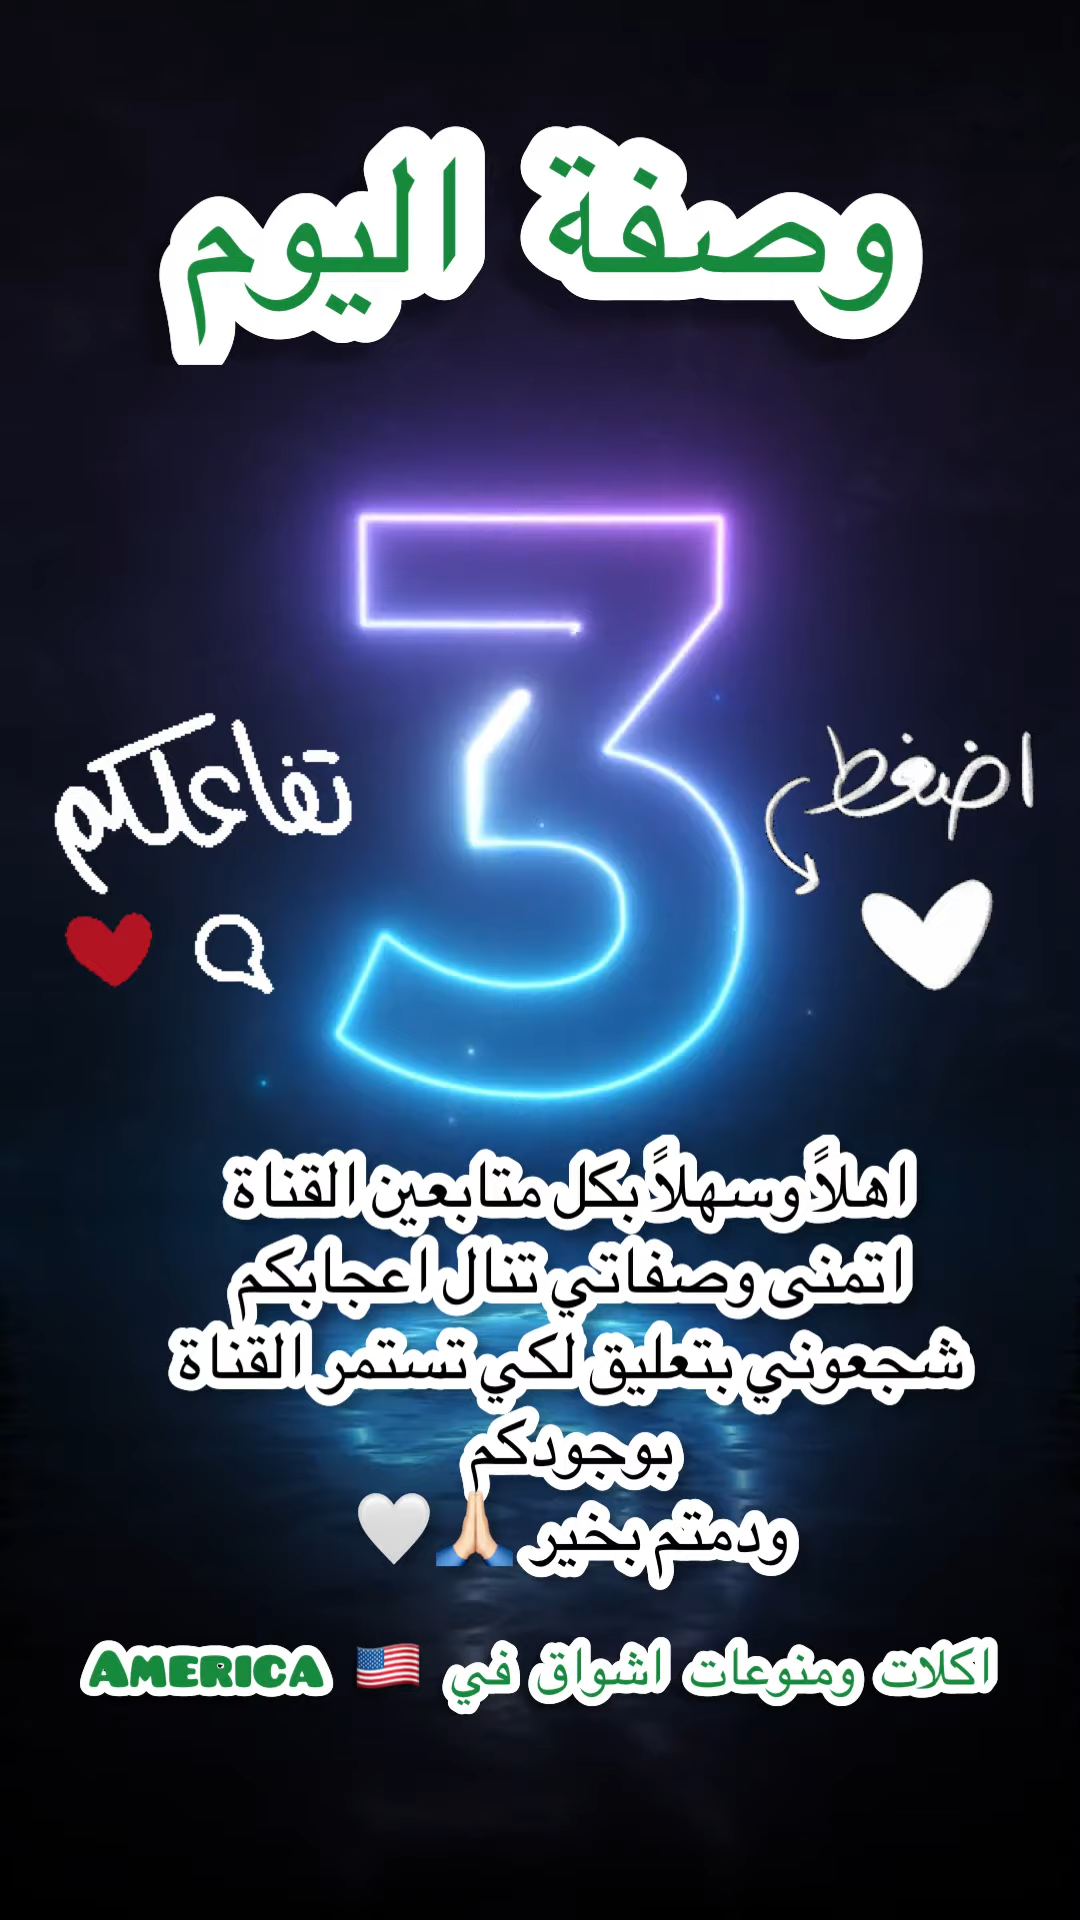 وصفة اليوم
3
اضغط
تفاعلكم
اهلاً وسهلاً بكل متابعين القناة
اتمنى وصفاتي تنال اعجابكم
شجعوني بتعليق لكي تستمر القناة
بوجودكم
ودمتم بخير 🙏🏻🤍
اكلات ومنوعات اشواق في 🇺🇸 AMERICA